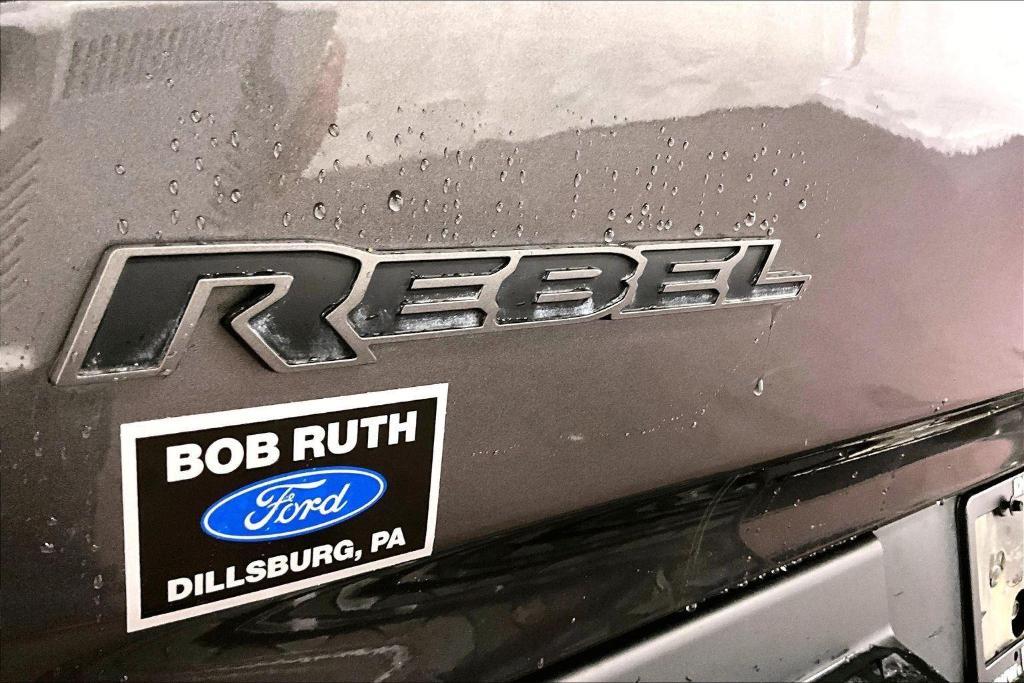 REBEL
BOB RUTH
Ford
DILLSBURG, PA